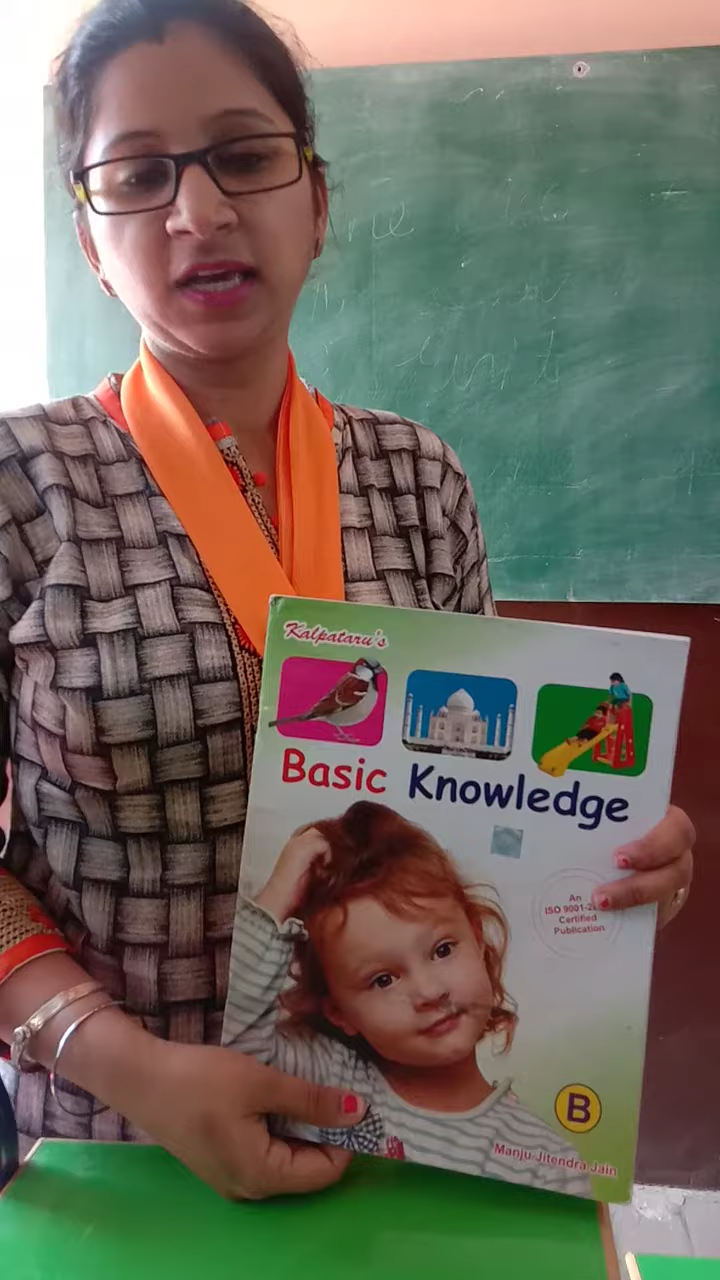 Kalpataru's
Basic Knowledge
An
ISO 9001-2
Certified
Publication
B
Manju Jitendra Jain